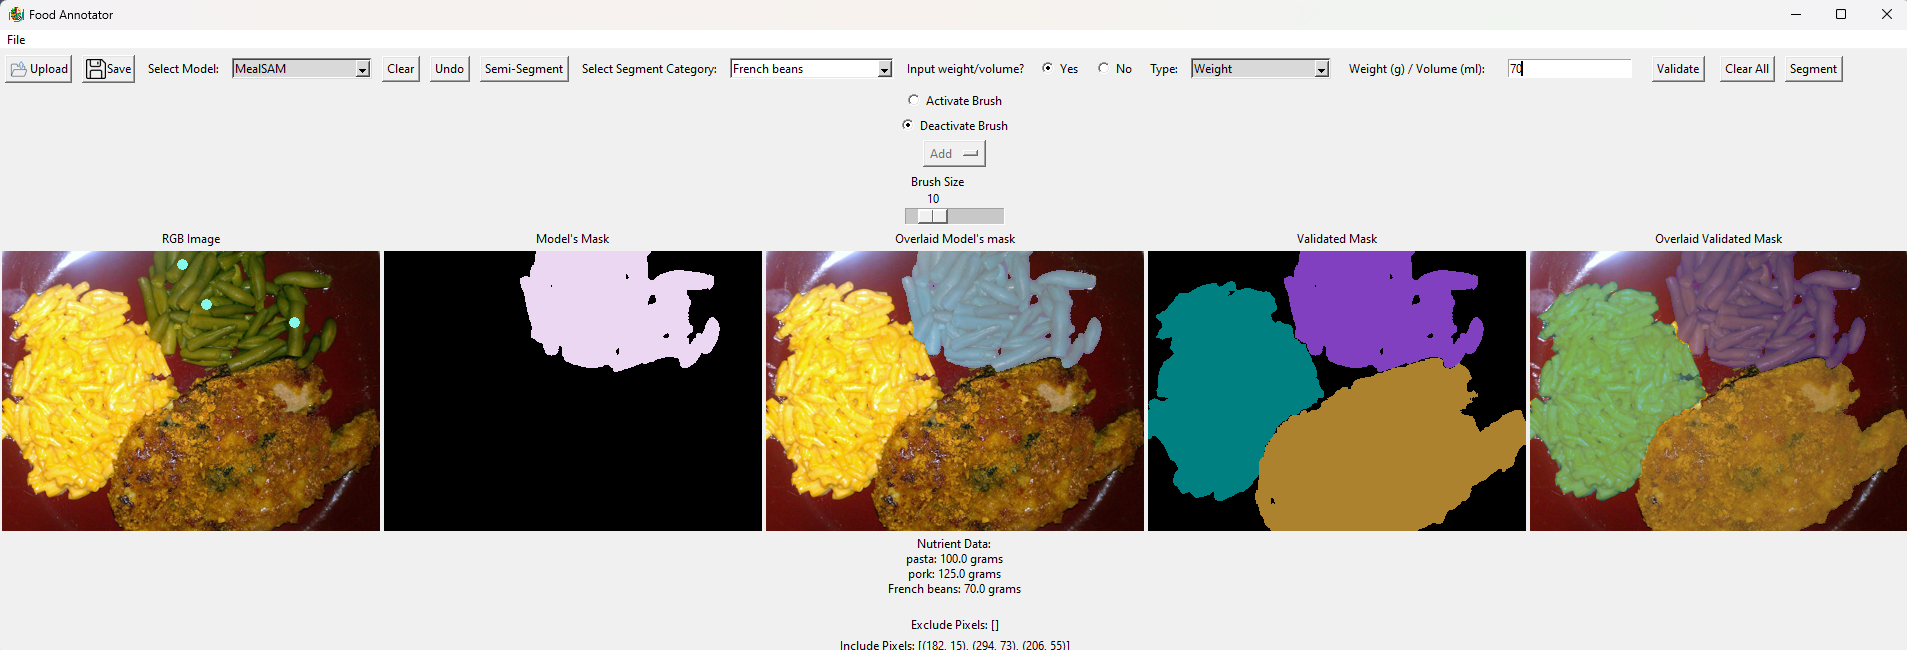 Food Annotator
File
Upload Save Select Model: MealSAM Clear Undo Semi-Segment Select Segment Category: French beans Input weight/volume? Yes No Type: Weight Weight (g) / Volume (ml): 70 Validate Clear All Segment
Activate Brush
Deactivate Brush
Add
Brush Size
10
RGB Image Model's Mask Overlaid Model's mask Validated Mask Overlaid Validated Mask
Nutrient Data:
pasta: 100.0 grams
pork: 125.0 grams
French beans: 70.0 grams
Exclude Pixels: []
Include Pixels: [(182, 15), (294, 73), (206, 55)]